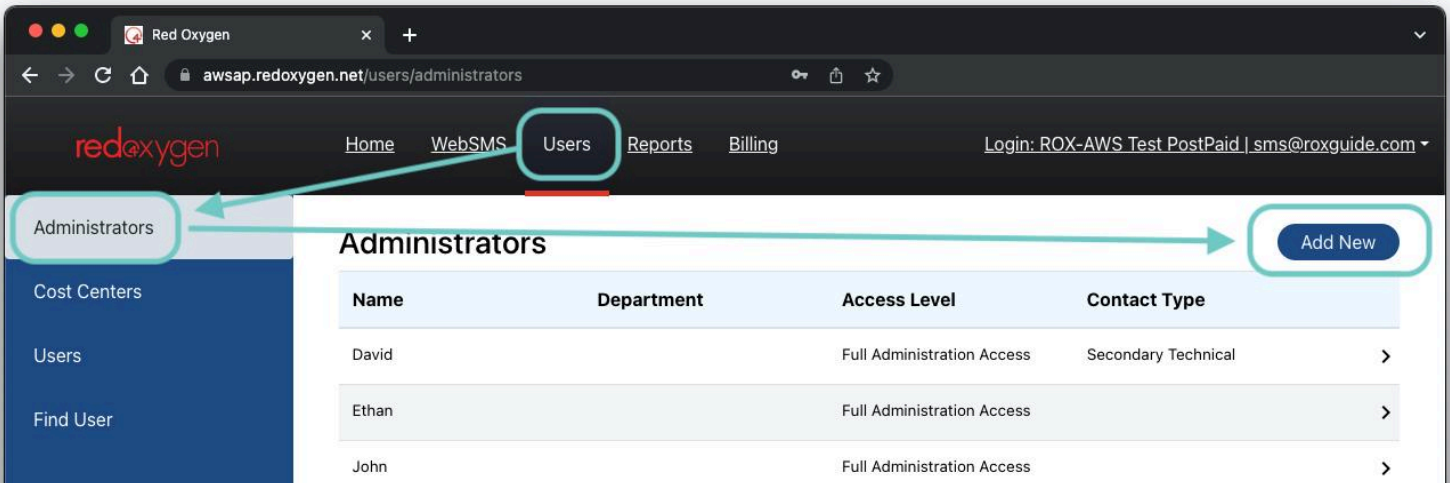 Red Oxygen
awsap.redoxygen.net/users/administrators
redoxygen
Home WebSMS Users Reports Billing Login: ROX-AWS Test PostPaid | sms@roxguide.com
Administrators
Cost Centers
Users
Find User
Administrators Add New
Name Department Access Level Contact Type
David Full Administration Access Secondary Technical
Ethan Full Administration Access
John Full Administration Access